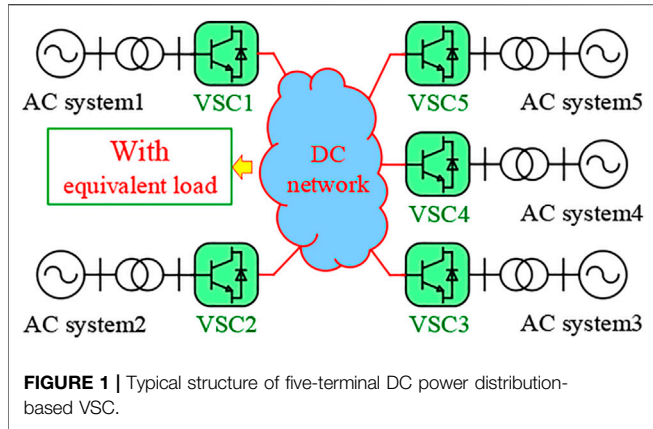 AC system1
VSC1
VSC5
AC system5
With
equivalent load
DC
network
VSC4
AC system4
AC system2
VSC2
VSC3
AC system3
FIGURE 1 | Typical structure of five-terminal DC power distribution-
based VSC.